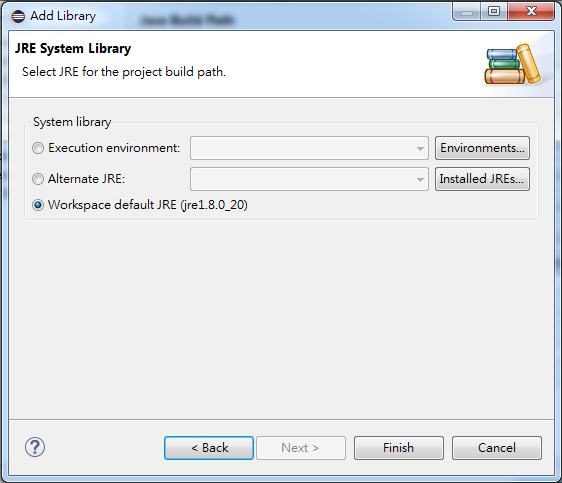 Add Library
Java Build Path
JRE System Library
Select JRE for the project build path.
System library
Execution environment:
Environments...
Alternate JRE:
Installed JREs...
Workspace default JRE (jre1.8.0_20)
?
< Back
Next >
Finish
Cancel